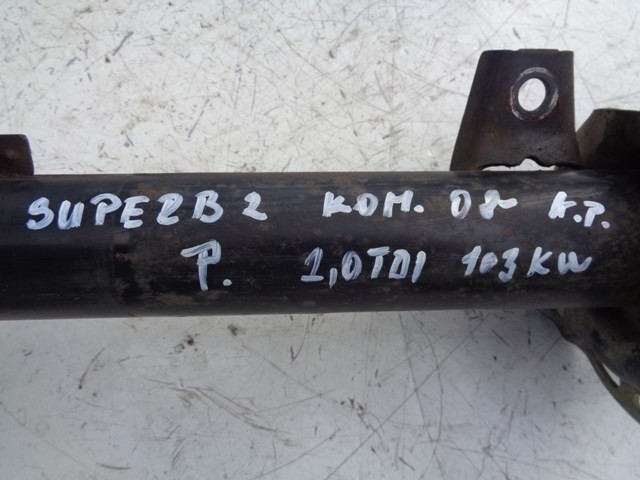 SUPERB 2 KOM. 08- K.P.
P. 2,0TDI 103KW